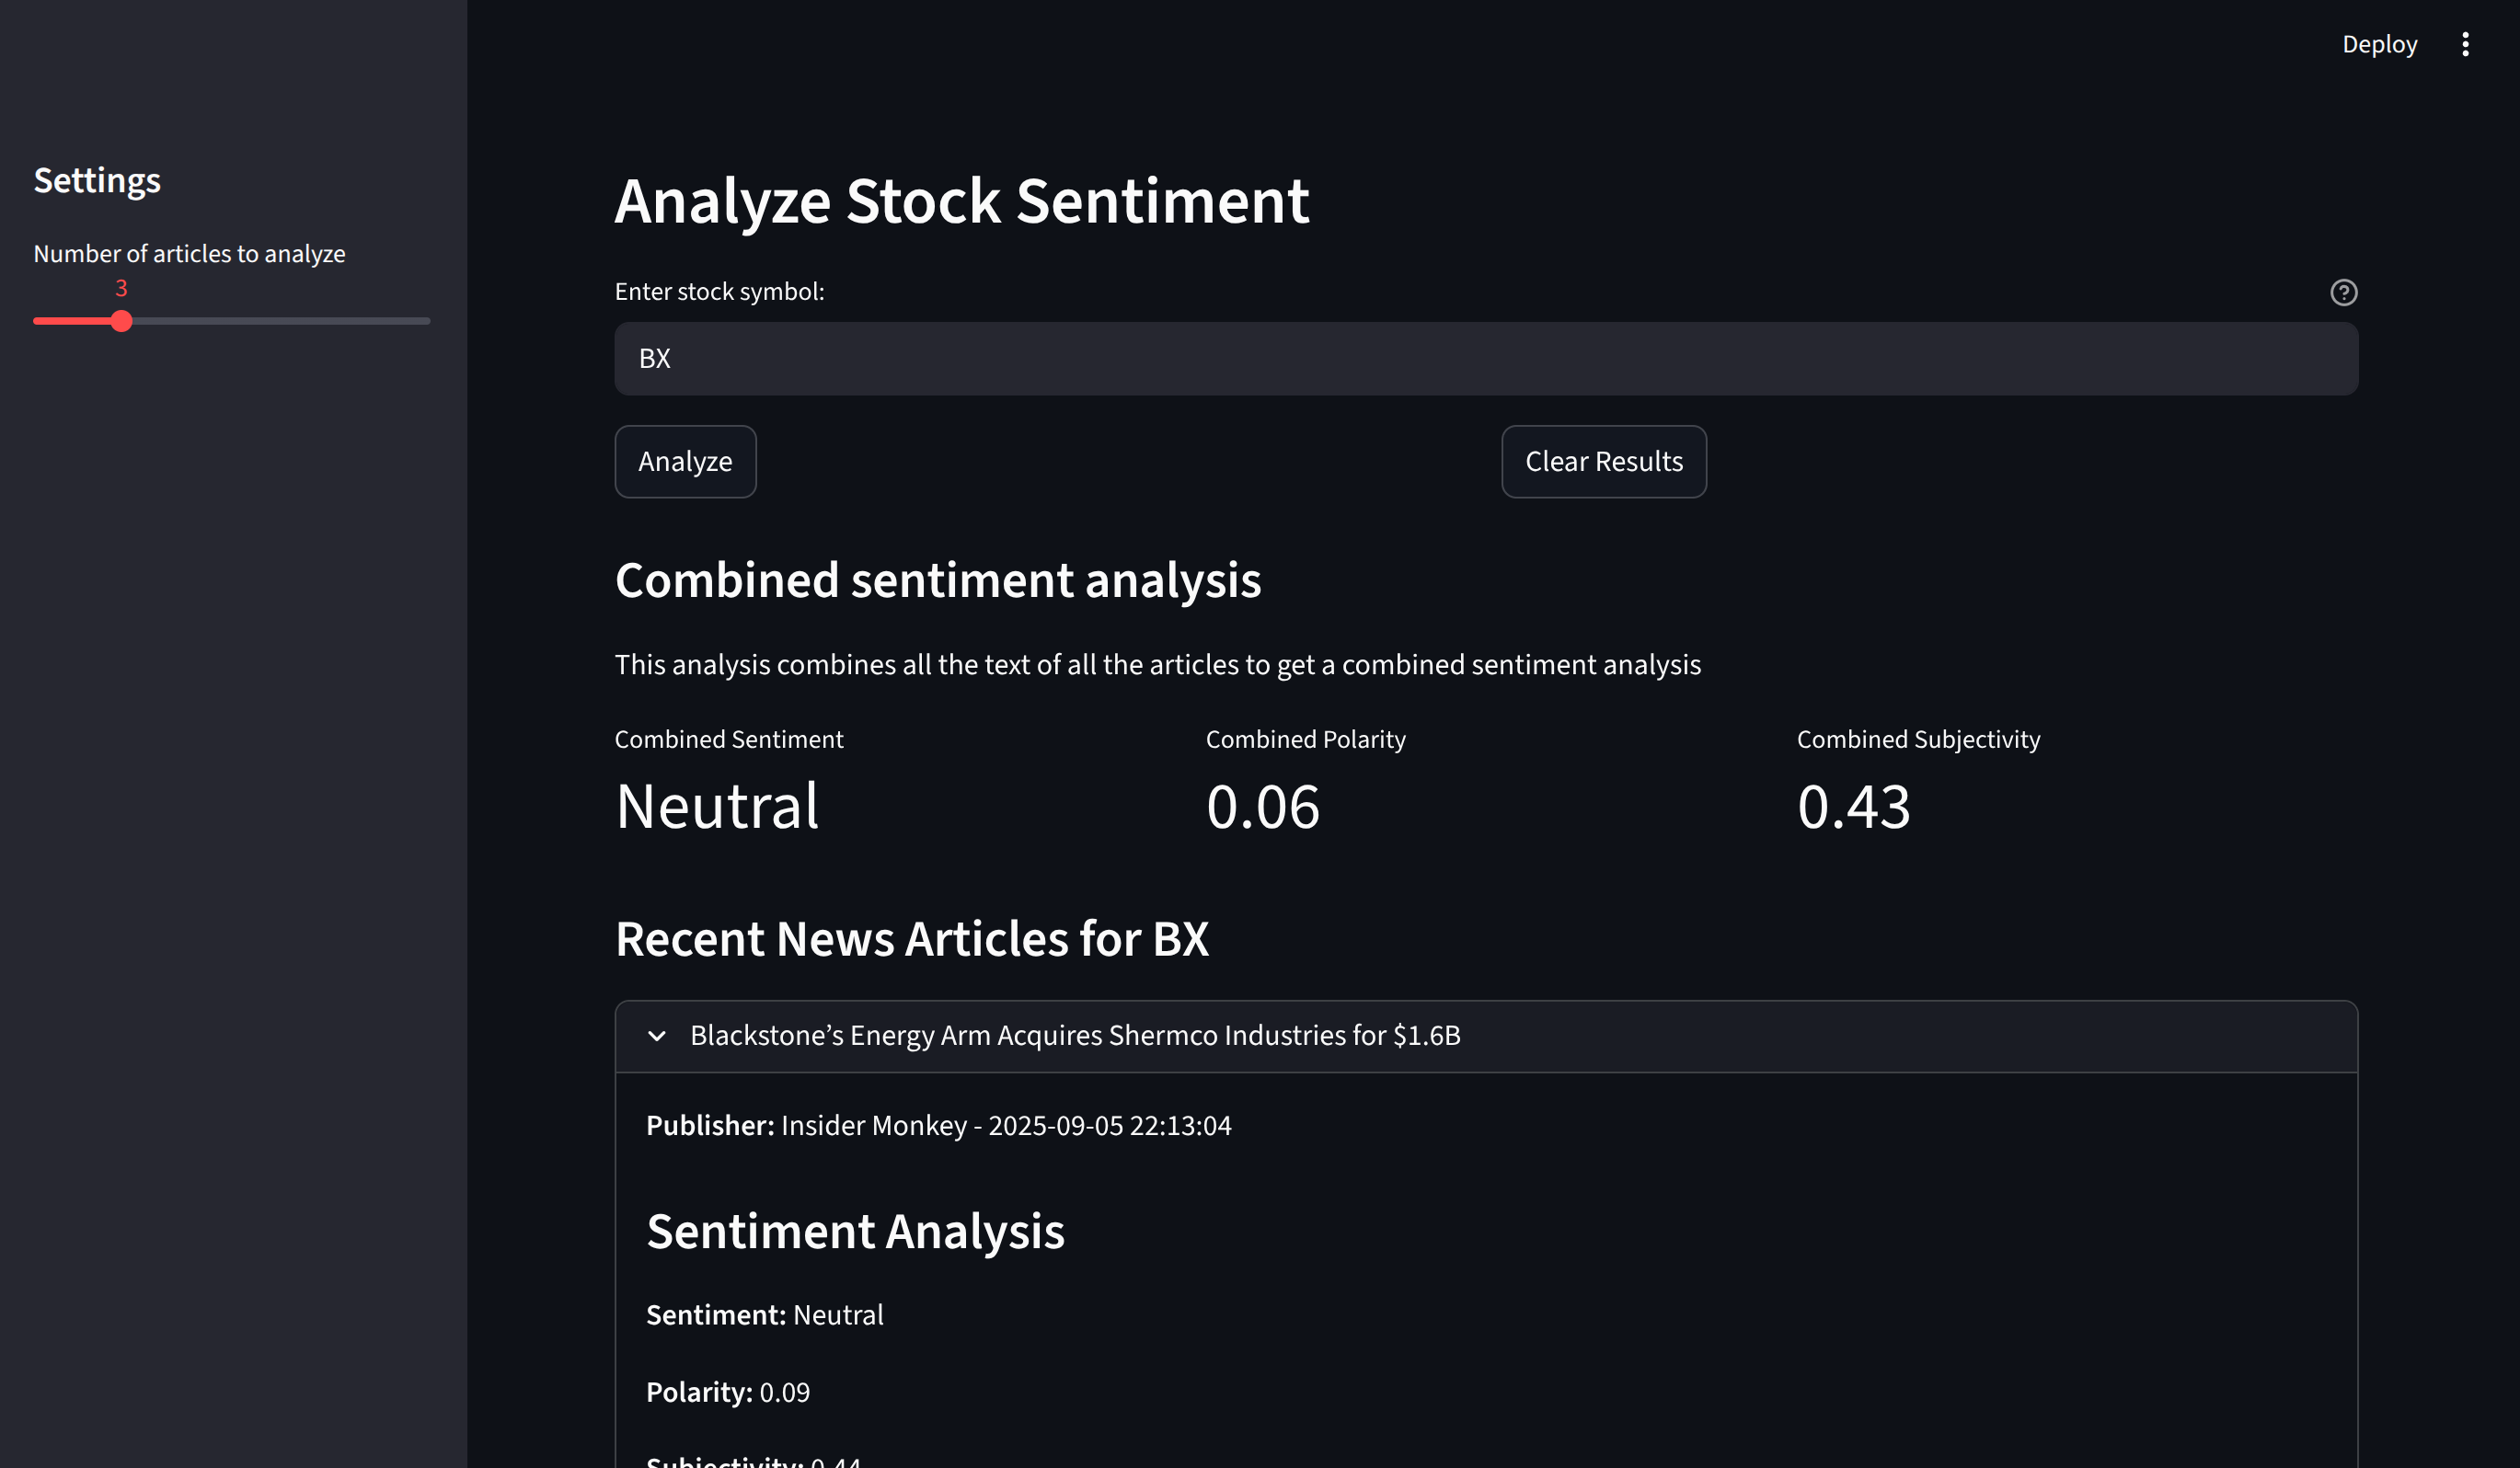 Deploy
Settings
Number of articles to analyze
3
Analyze Stock Sentiment
Enter stock symbol:
BX
Analyze
Clear Results
Combined sentiment analysis
This analysis combines all the text of all the articles to get a combined sentiment analysis
Combined Sentiment
Neutral
Combined Polarity
0.06
Combined Subjectivity
0.43
Recent News Articles for BX
Blackstone’s Energy Arm Acquires Shermco Industries for $1.6B
Publisher: Insider Monkey - 2025-09-05 22:13:04
Sentiment Analysis
Sentiment: Neutral
Polarity: 0.09
Subjectivity: 0.44